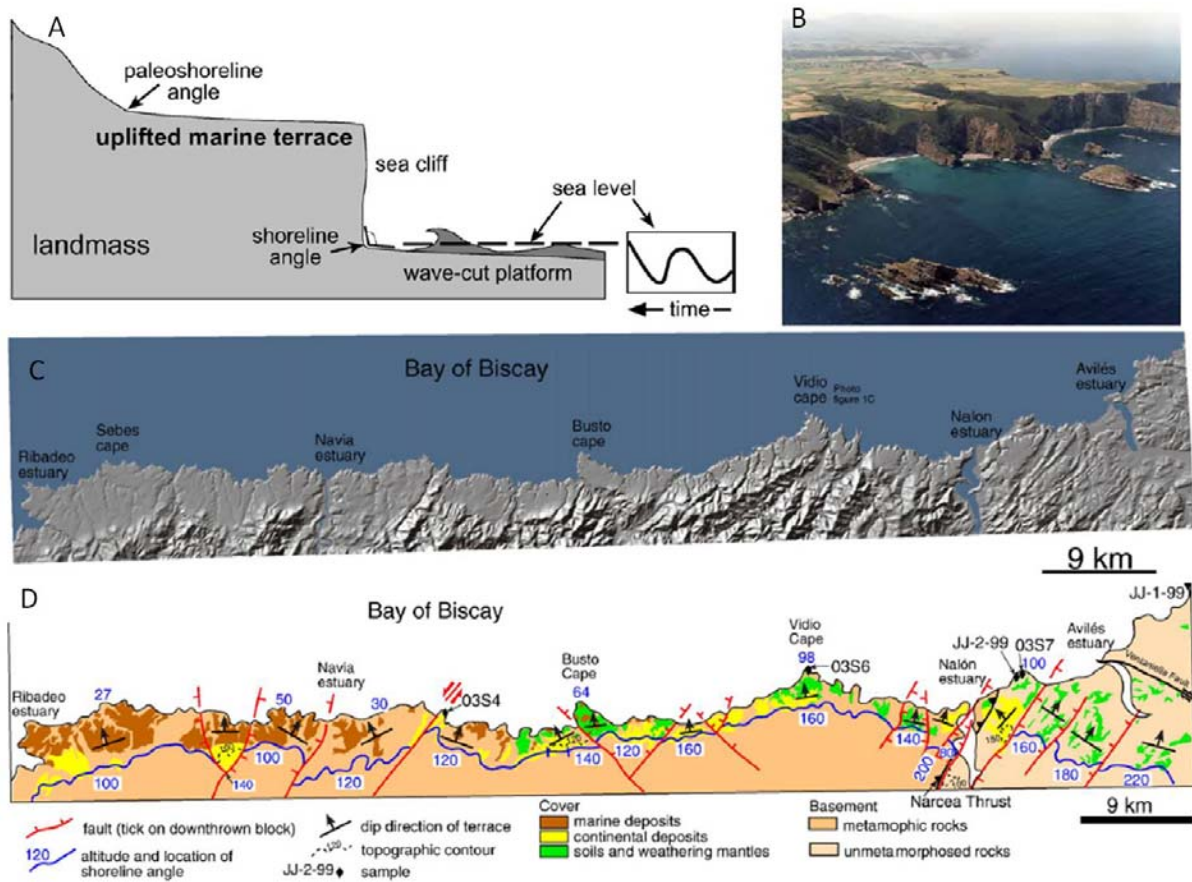 A
paleoshoreline
angle
uplifted marine terrace
sea cliff
sea level
landmass
shoreline
angle
wave-cut platform
time
B
C
Bay of Biscay
Ribadeo
estuary
Sebes
cape
Navia
estuary
Busto
cape
Vidio
cape
Photo
figure 1C
Nalon
estuary
Avilés
estuary
9 km
D
Bay of Biscay
JJ-1-99
Ribadeo
estuary
27
50
Navia
estuary
30
03S4
Busto
Cape
64
Vidio
Cape
98
03S6
Nalón
estuary
JJ-2-99
03S7
100
Avilés
estuary
Ventaniella Fault
100
140
100
120
120
140
120
160
160
140
200
80
160
180
220
Narcea Thrust
9 km
fault (tick on downthrown block)
120
altitude and location of
shoreline angle
dip direction of terrace
topographic contour
JJ-2-99
sample
Cover
marine deposits
continental deposits
soils and weathering mantles
Basement
metamophic rocks
unmetamorphosed rocks